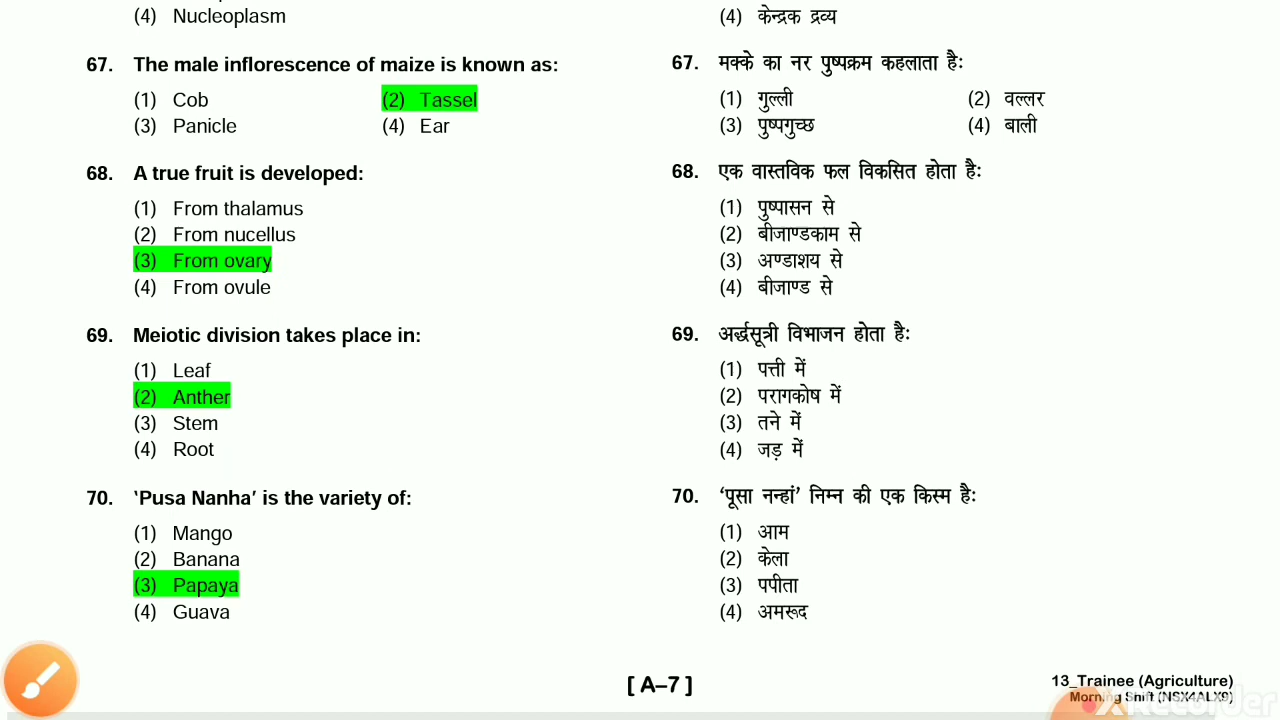 (4) Nucleoplasm
67. The male inflorescence of maize is known as:
(1) Cob (2) Tassel
(3) Panicle (4) Ear
68. A true fruit is developed:
(1) From thalamus
(2) From nucellus
(3) From ovary
(4) From ovule
69. Meiotic division takes place in:
(1) Leaf
(2) Anther
(3) Stem
(4) Root
70. ‘Pusa Nanha’ is the variety of:
(1) Mango
(2) Banana
(3) Papaya
(4) Guava
(4) केन्द्रक द्रव्य
67. मक्के का नर पुष्पक्रम कहलाता है:
(1) गुल्ली (2) वल्लर
(3) पुष्पगुच्छ (4) बाली
68. एक वास्तविक फल विकसित होता है:
(1) पुष्पासन से
(2) बीजाण्डकाम से
(3) अण्डाशय से
(4) बीजाण्ड से
69. अर्द्धसूत्री विभाजन होता है:
(1) पत्ती में
(2) परागकोष में
(3) तने में
(4) जड़ में
70. ‘पूसा नन्हां’ निम्न की एक किस्म है:
(1) आम
(2) केला
(3) पपीता
(4) अमरूद
[ A–7 ]
13_Trainee (Agriculture)
Morning Shift (NSX4ALX9)
XRecorder